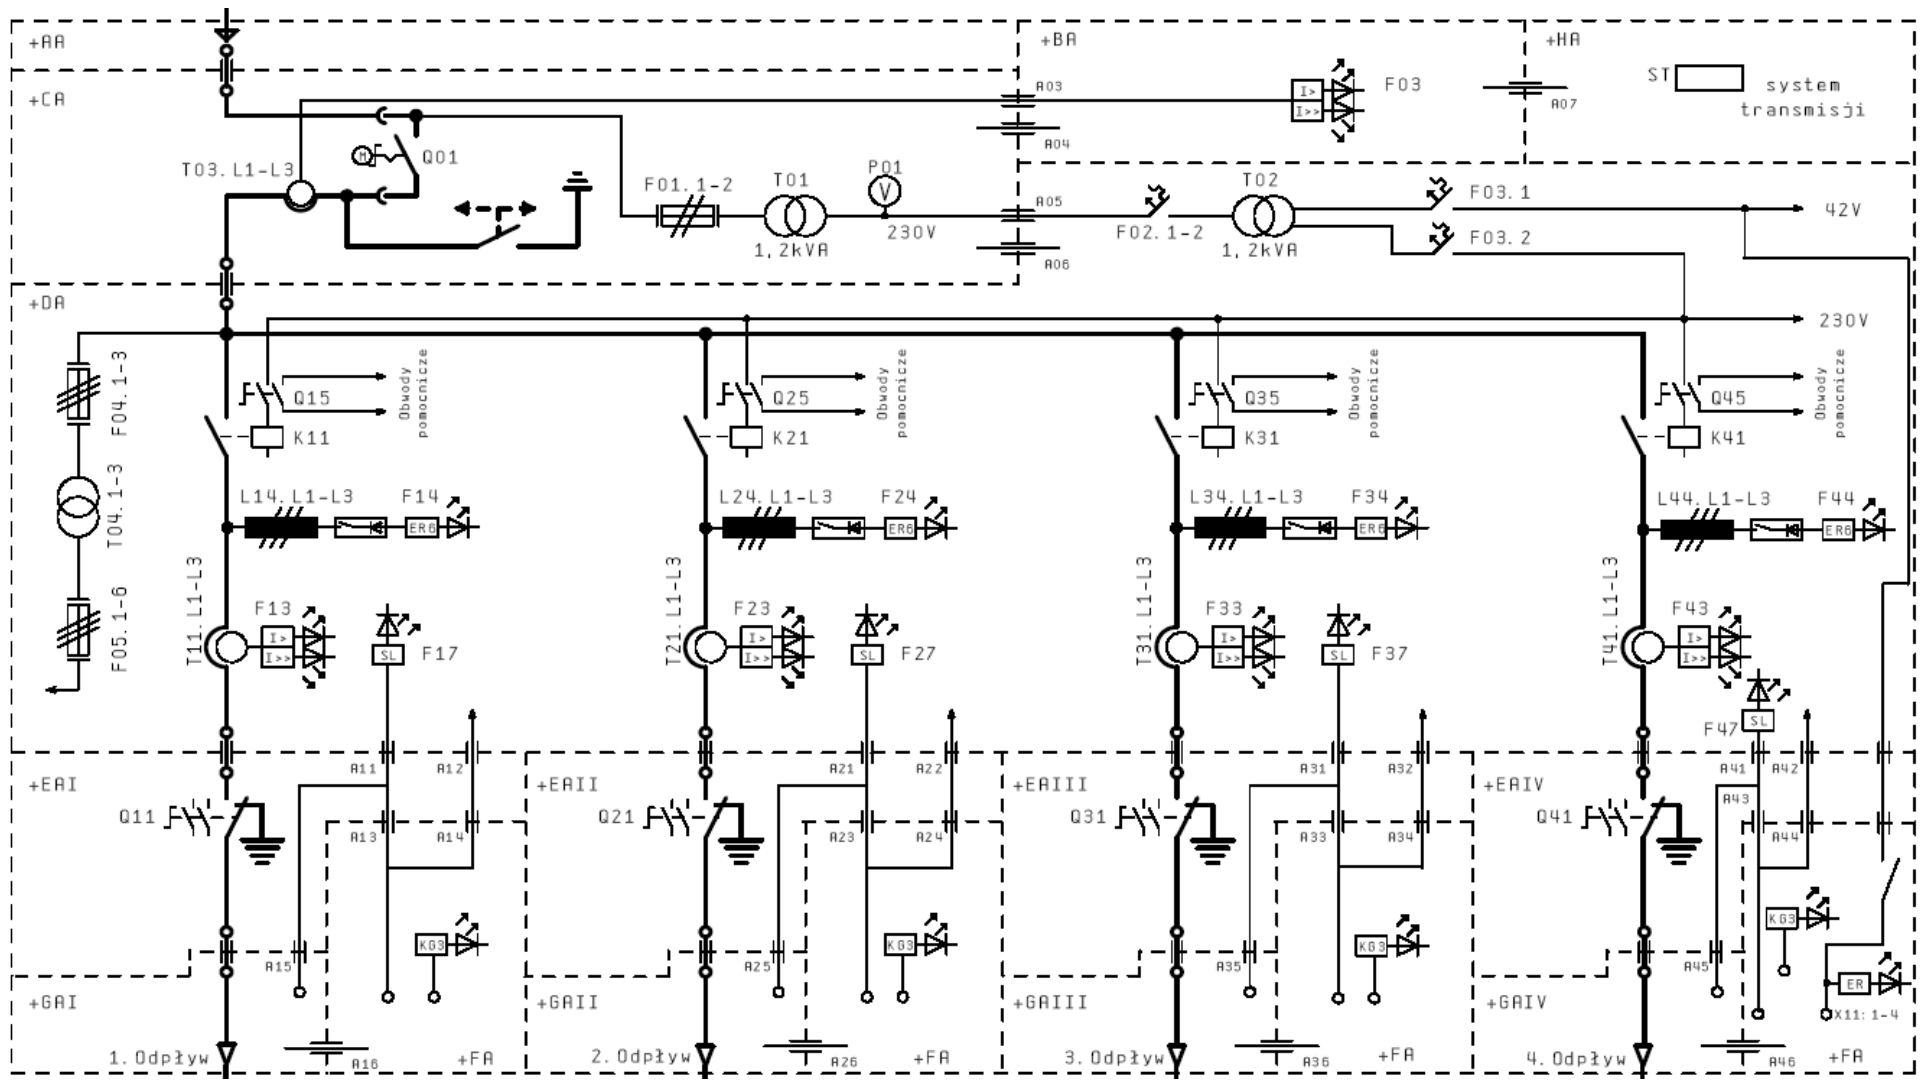 +AA
+BA
+HA
+CA
A03
I>
I>>
F03
A07
ST
system
transmisji
A04
M
Q01
T03.L1-L3
F01.1-2
T01
P01
V
230V
1,2kVA
A05
A06
F02.1-2
T02
1,2kVA
F03.1
F03.2
42V
+DA
230V
F04.1-3
T04.1-3
F05.1-6
Q15
Obwody
pomocnicze
K11
L14.L1-L3
F14
ER6
T11.L1-L3
F13
I>
I>>
SL
F17
Q25
Obwody
pomocnicze
K21
L24.L1-L3
F24
ER6
T21.L1-L3
F23
I>
I>>
SL
F27
Q35
Obwody
pomocnicze
K31
L34.L1-L3
F34
ER6
T31.L1-L3
F33
I>
I>>
SL
F37
Q45
Obwody
pomocnicze
K41
L44.L1-L3
F44
ER6
T41.L1-L3
F43
I>
I>>
SL
F47
+EAI
A11
A12
Q11
A13
A14
KG3
A15
+GAI
1.Odpływ
A16
+FA
+EAII
A21
A22
Q21
A23
A24
KG3
A25
+GAII
2.Odpływ
A26
+FA
+EAIII
A31
A32
Q31
A33
A34
KG3
A35
+GAIII
3.Odpływ
A36
+FA
+EAIV
A41
A42
A43
Q41
A44
KG3
A45
ER
+GAIV
X11:1-4
4.Odpływ
A46
+FA